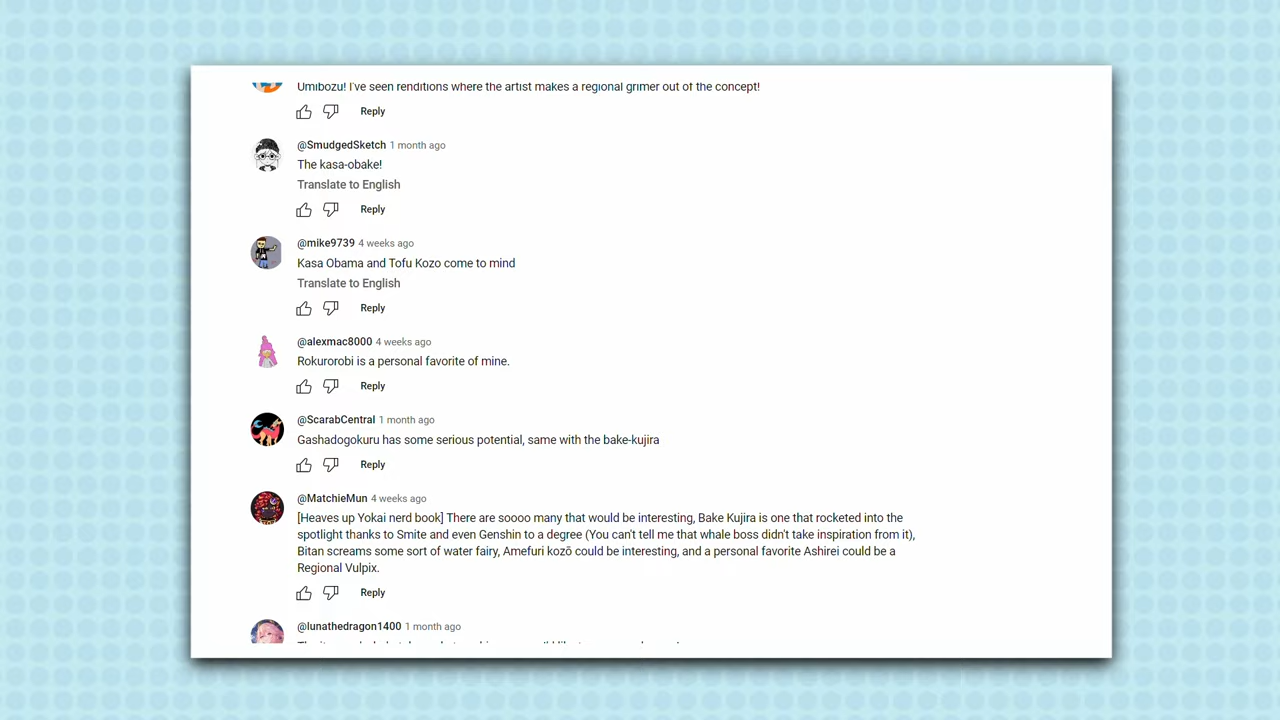 Umibozu! I've seen renditions where the artist makes a regional grimer out of the concept!
Reply
@SmudgedSketch 1 month ago
The kasa-obake!
Translate to English
Reply
@mike9739 4 weeks ago
Kasa Obama and Tofu Kozo come to mind
Translate to English
Reply
@alexmac8000 4 weeks ago
Rokurorobi is a personal favorite of mine.
Reply
@ScarabCentral 1 month ago
Gashadogokuru has some serious potential, same with the bake-kujira
Reply
@MatchieMun 4 weeks ago
[Heaves up Yokai nerd book] There are soooo many that would be interesting, Bake Kujira is one that rocketed into the
spotlight thanks to Smite and even Genshin to a degree (You can't tell me that whale boss didn't take inspiration from it),
Bitan screams some sort of water fairy, Amefuri kozō could be interesting, and a personal favorite Ashirei could be a
Regional Vulpix.
Reply
@lunathedragon1400 1 month ago